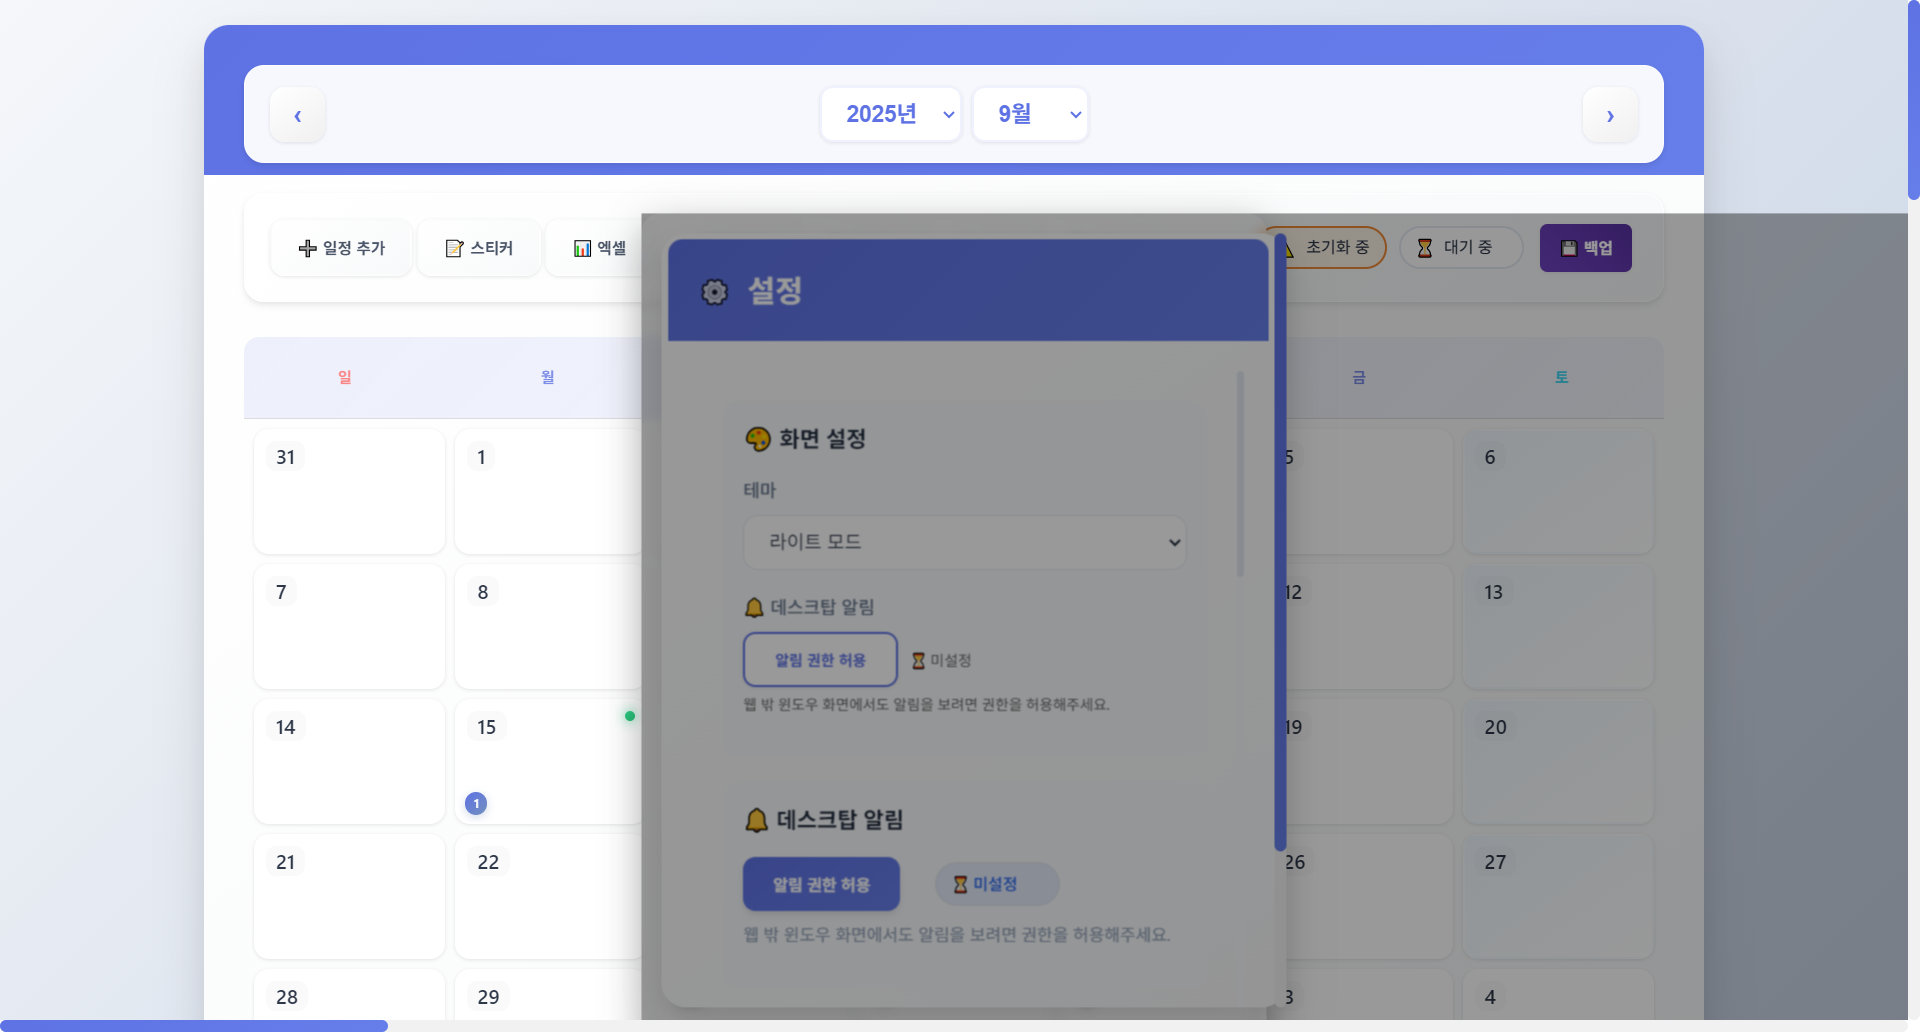 ‹
2025년
9월
›
➕ 일정 추가
📝 스티커
📊 엑셀
초기화 중
⏳ 대기 중
💾 백업
⚙️ 설정
일
월
금
토
🎨 화면 설정
테마
라이트 모드
🔔 데스크탑 알림
알림 권한 허용
⏳ 미설정
웹 밖 윈도우 화면에서도 알림을 보려면 권한을 허용해주세요.
🔔 데스크탑 알림
알림 권한 허용
⏳ 미설정
웹 밖 윈도우 화면에서도 알림을 보려면 권한을 허용해주세요.
31
1
5
6
7
8
12
13
14
15
1
19
20
21
22
26
27
28
29
3
4